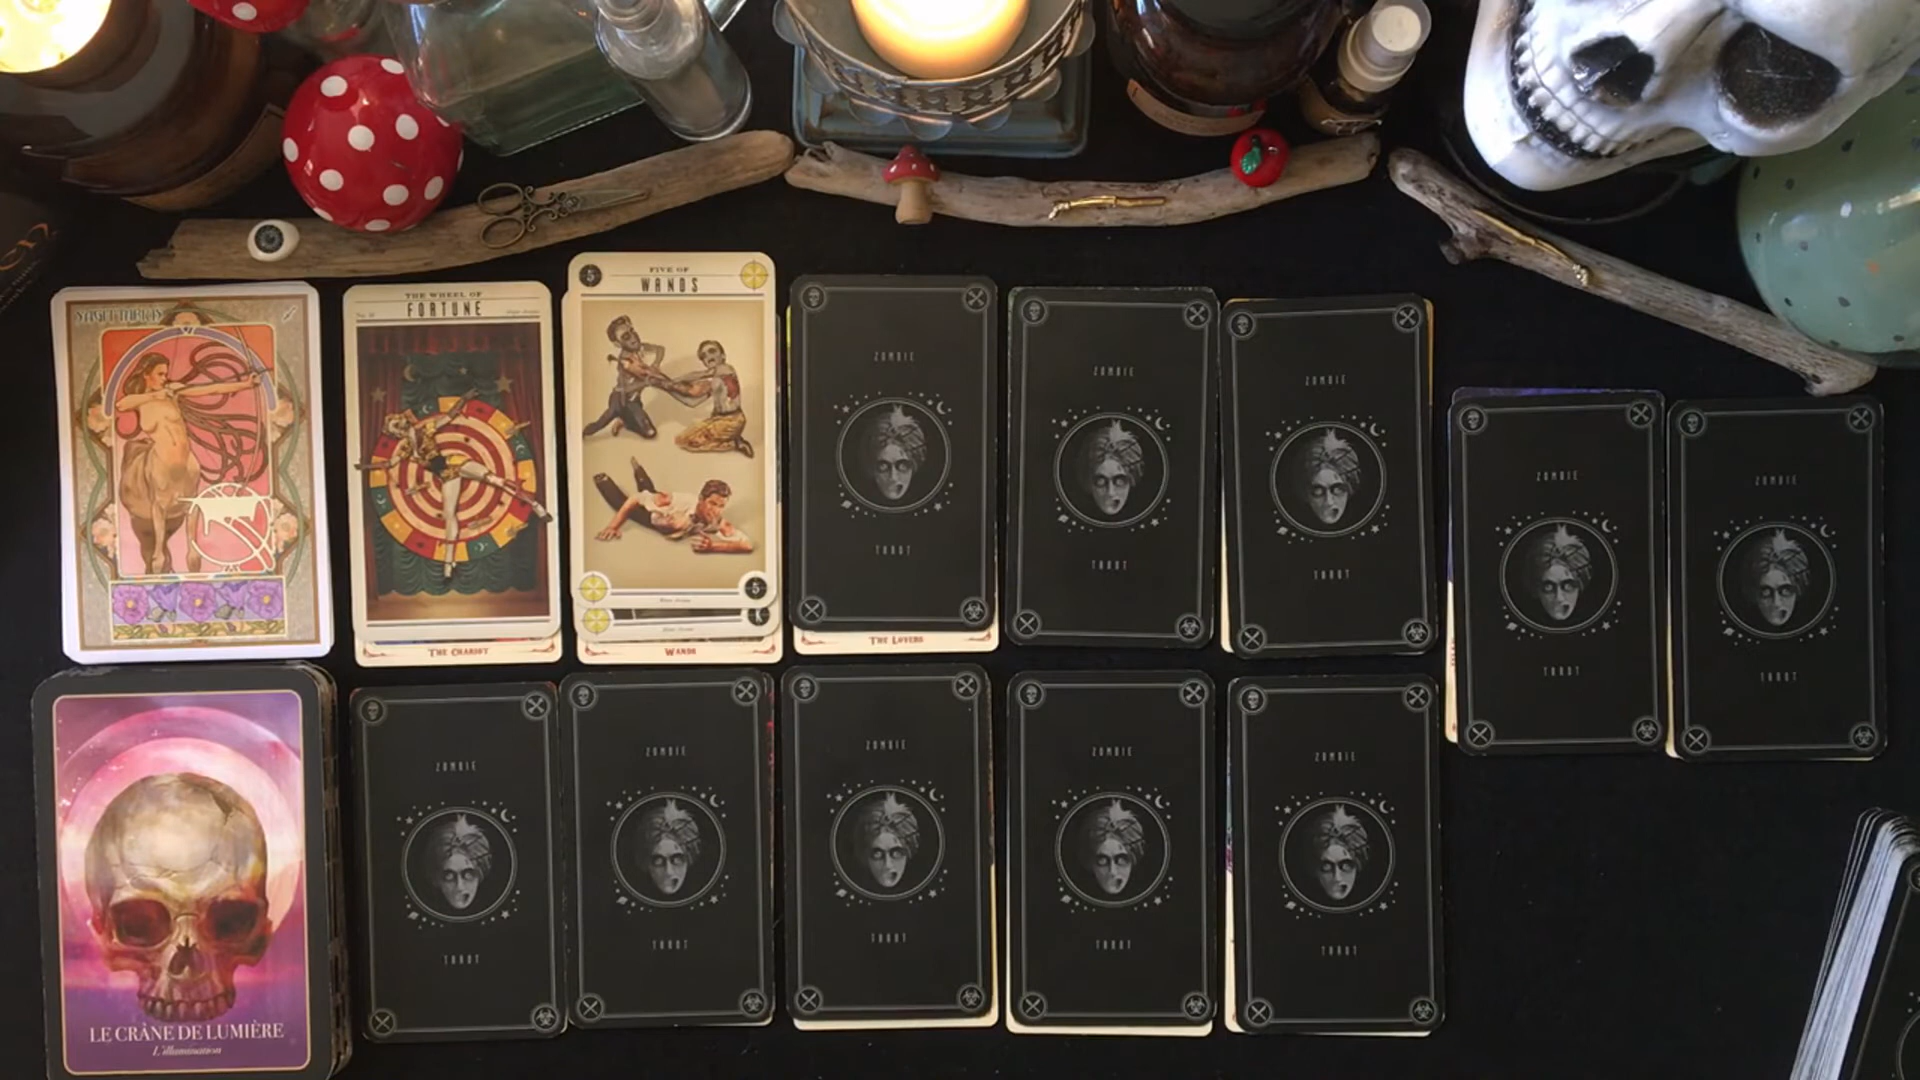 SAGITTARIUS
THE WHEEL OF
FORTUNE
THE CHARIOT
5
FIVE OF
WANDS
5
K
WANDS
ZOMBIE
TAROT
THE LOVERS
ZOMBIE
TAROT
ZOMBIE
TAROT
ZOMBIE
TAROT
ZOMBIE
TAROT
LE CRÂNE DE LUMIÈRE
L'illumination
ZOMBIE
TAROT
ZOMBIE
TAROT
ZOMBIE
TAROT
ZOMBIE
TAROT
ZOMBIE
TAROT